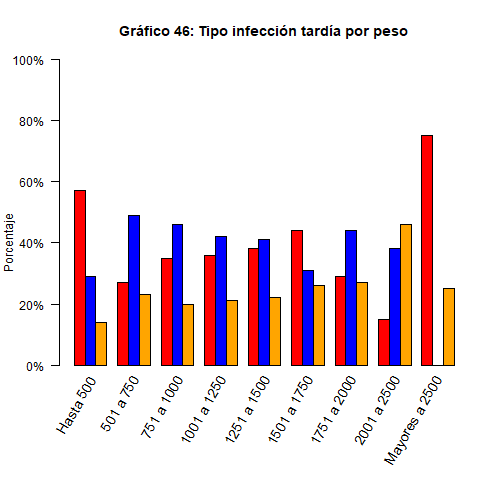 Gráfico 46: Tipo infección tardía por peso
100%
80%
60%
40%
20%
0%
Porcentaje
Hasta 500
501 a 750
751 a 1000
1001 a 1250
1251 a 1500
1501 a 1750
1751 a 2000
2001 a 2500
Mayores a 2500